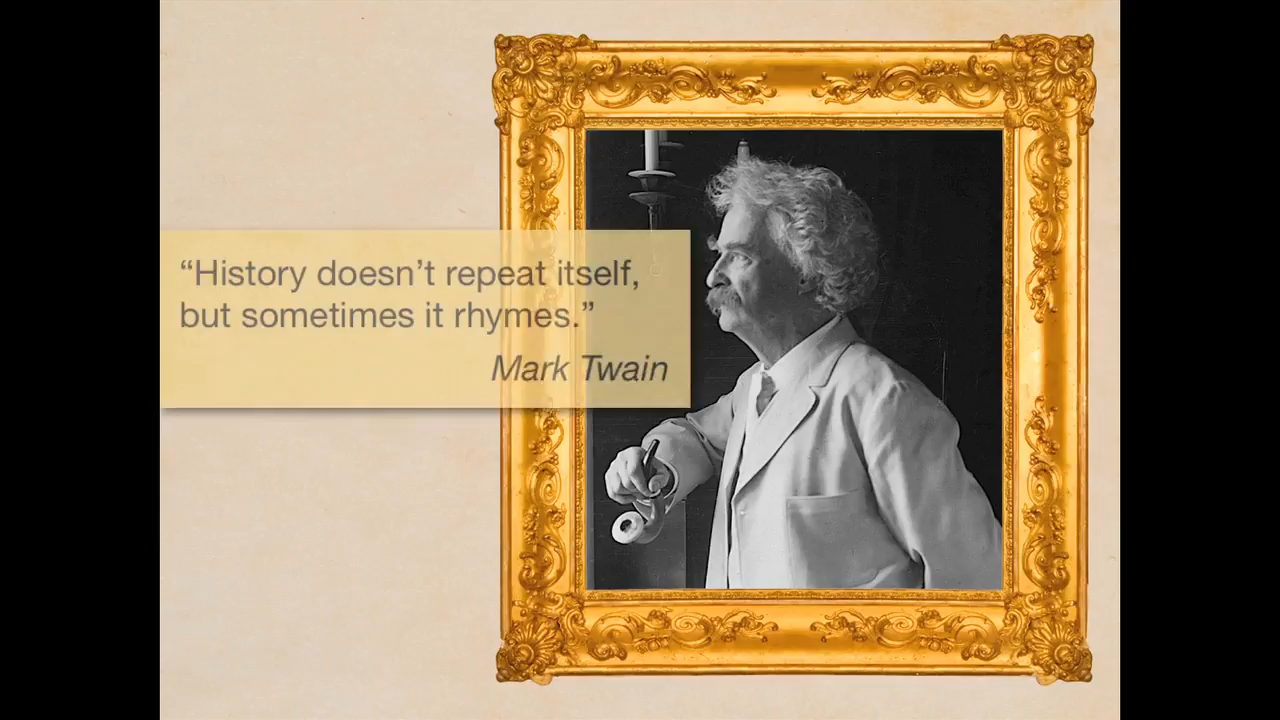 “History doesn’t repeat itself,
but sometimes it rhymes.”
Mark Twain